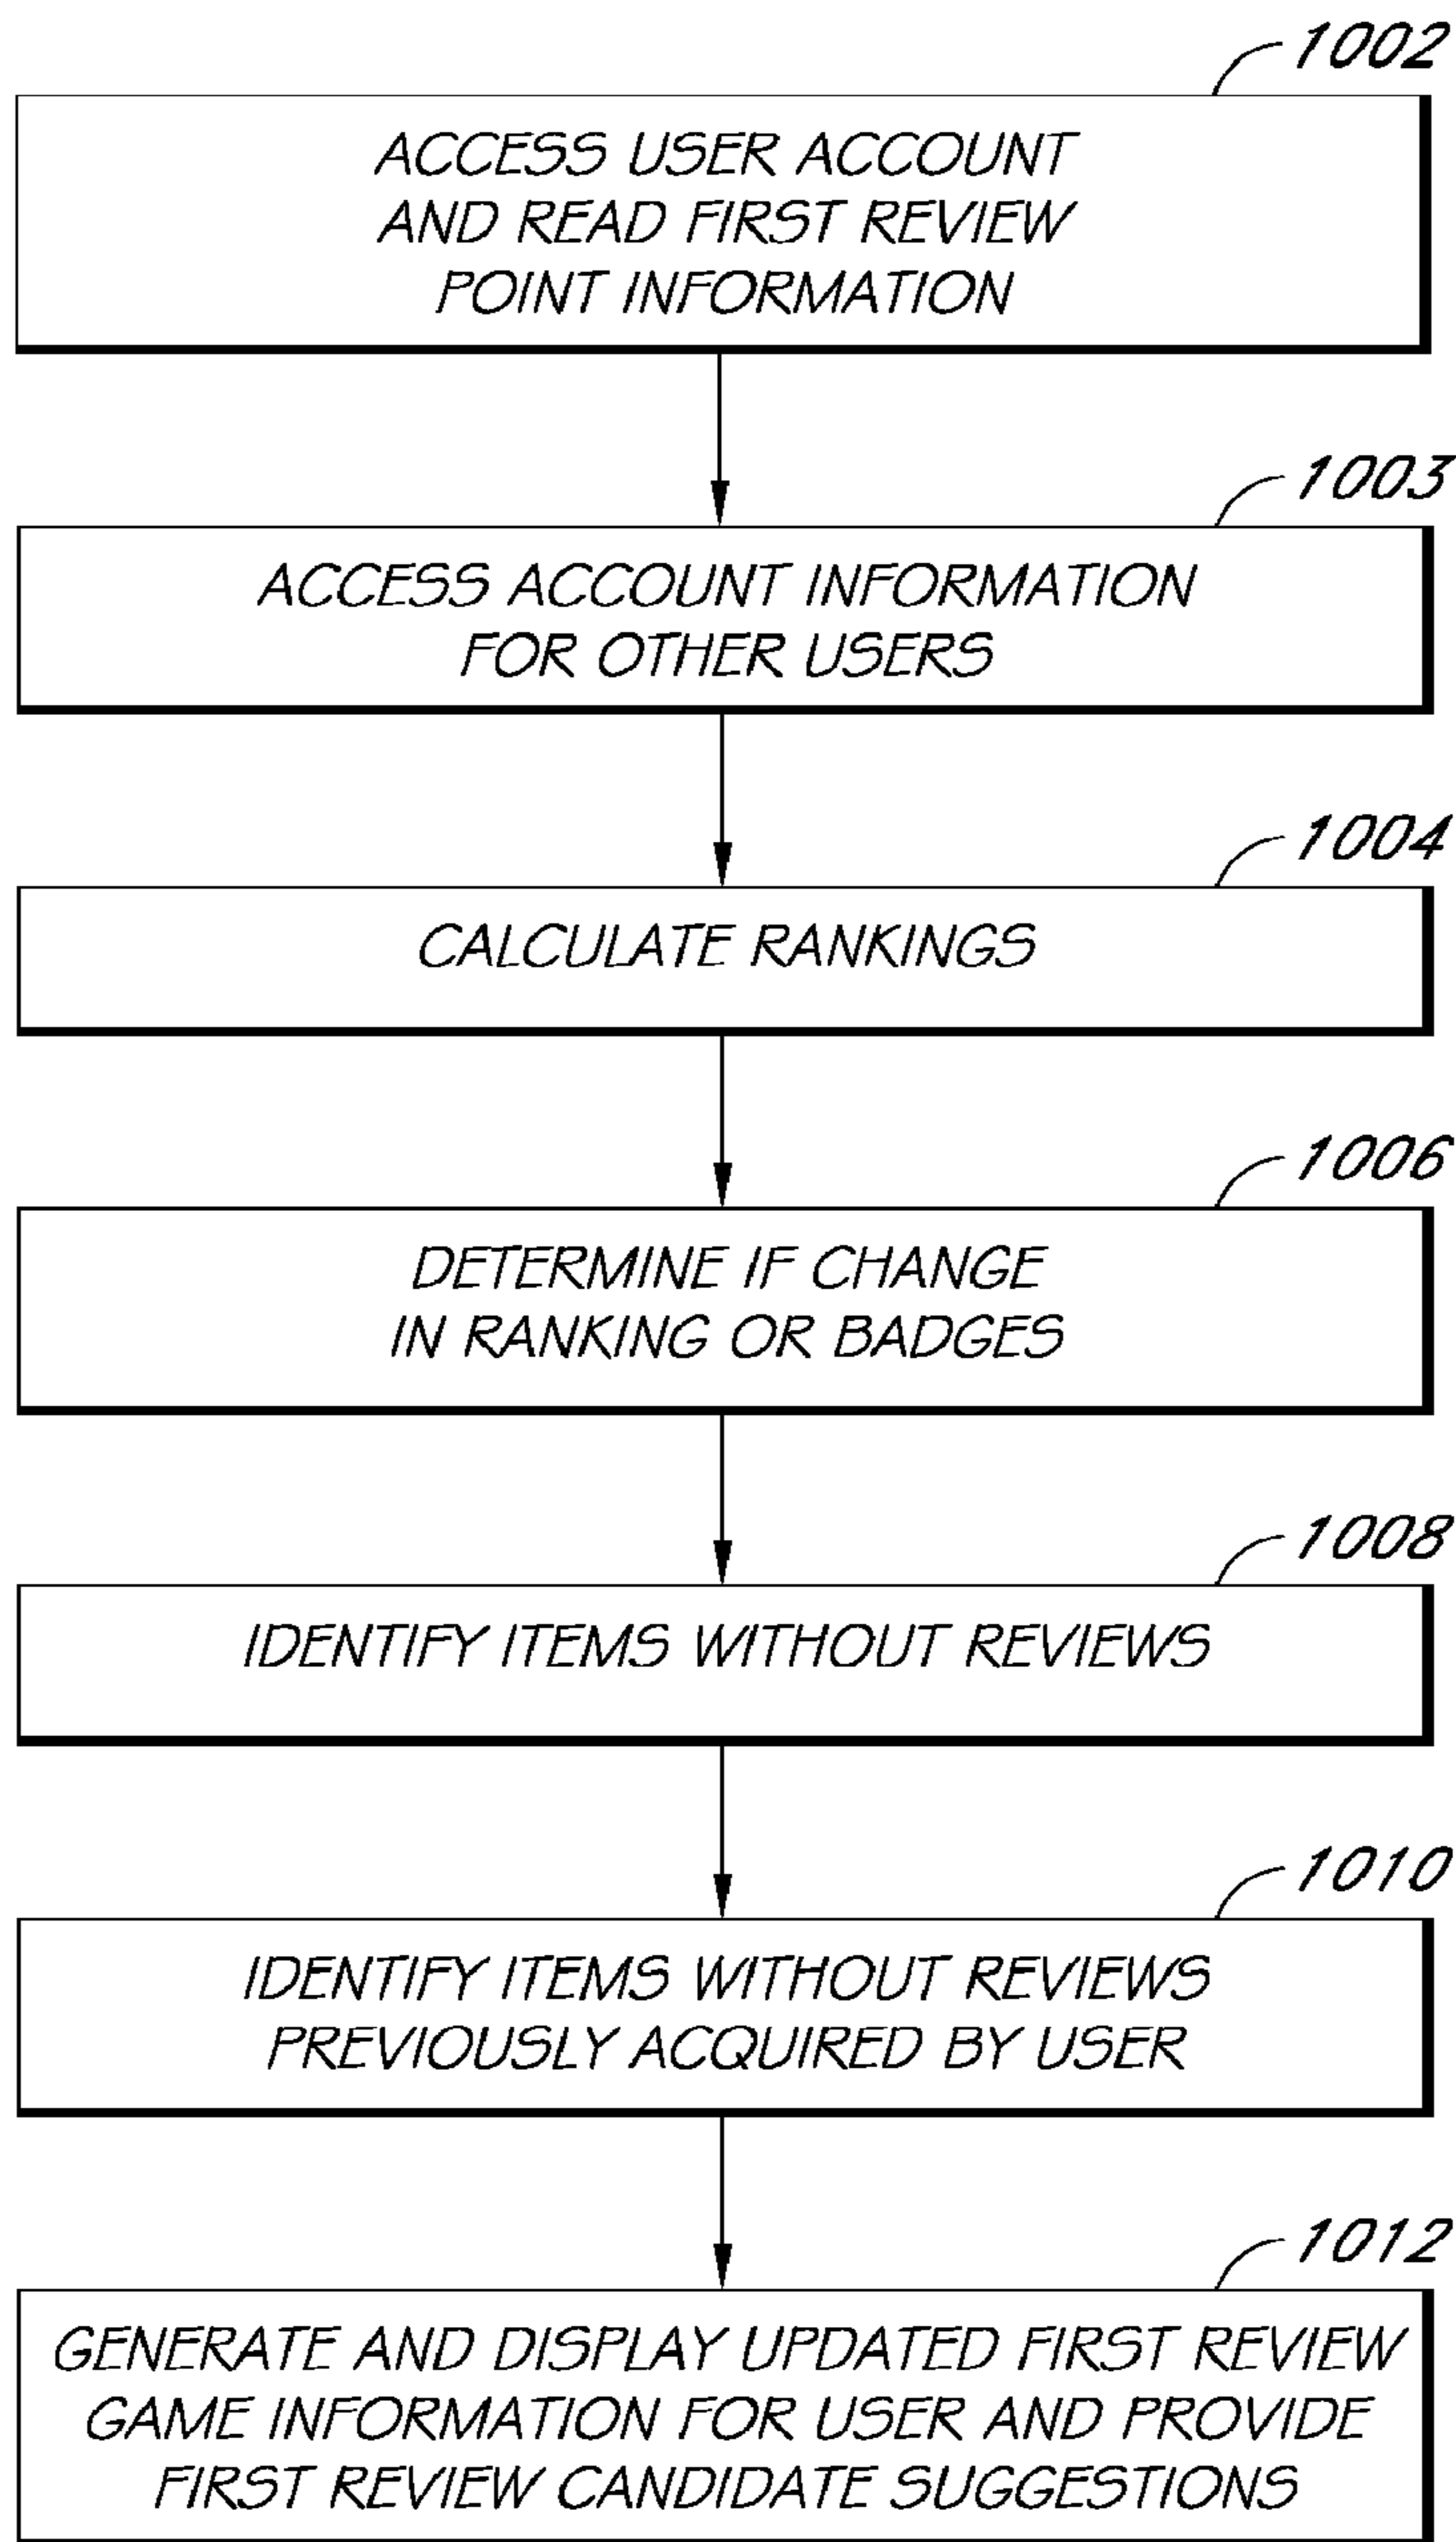 1002
ACCESS USER ACCOUNT
AND READ FIRST REVIEW
POINT INFORMATION
1003
ACCESS ACCOUNT INFORMATION
FOR OTHER USERS
1004
CALCULATE RANKINGS
1006
DETERMINE IF CHANGE
IN RANKING OR BADGES
1008
IDENTIFY ITEMS WITHOUT REVIEWS
1010
IDENTIFY ITEMS WITHOUT REVIEWS
PREVIOUSLY ACQUIRED BY USER
1012
GENERATE AND DISPLAY UPDATED FIRST REVIEW
GAME INFORMATION FOR USER AND PROVIDE
FIRST REVIEW CANDIDATE SUGGESTIONS